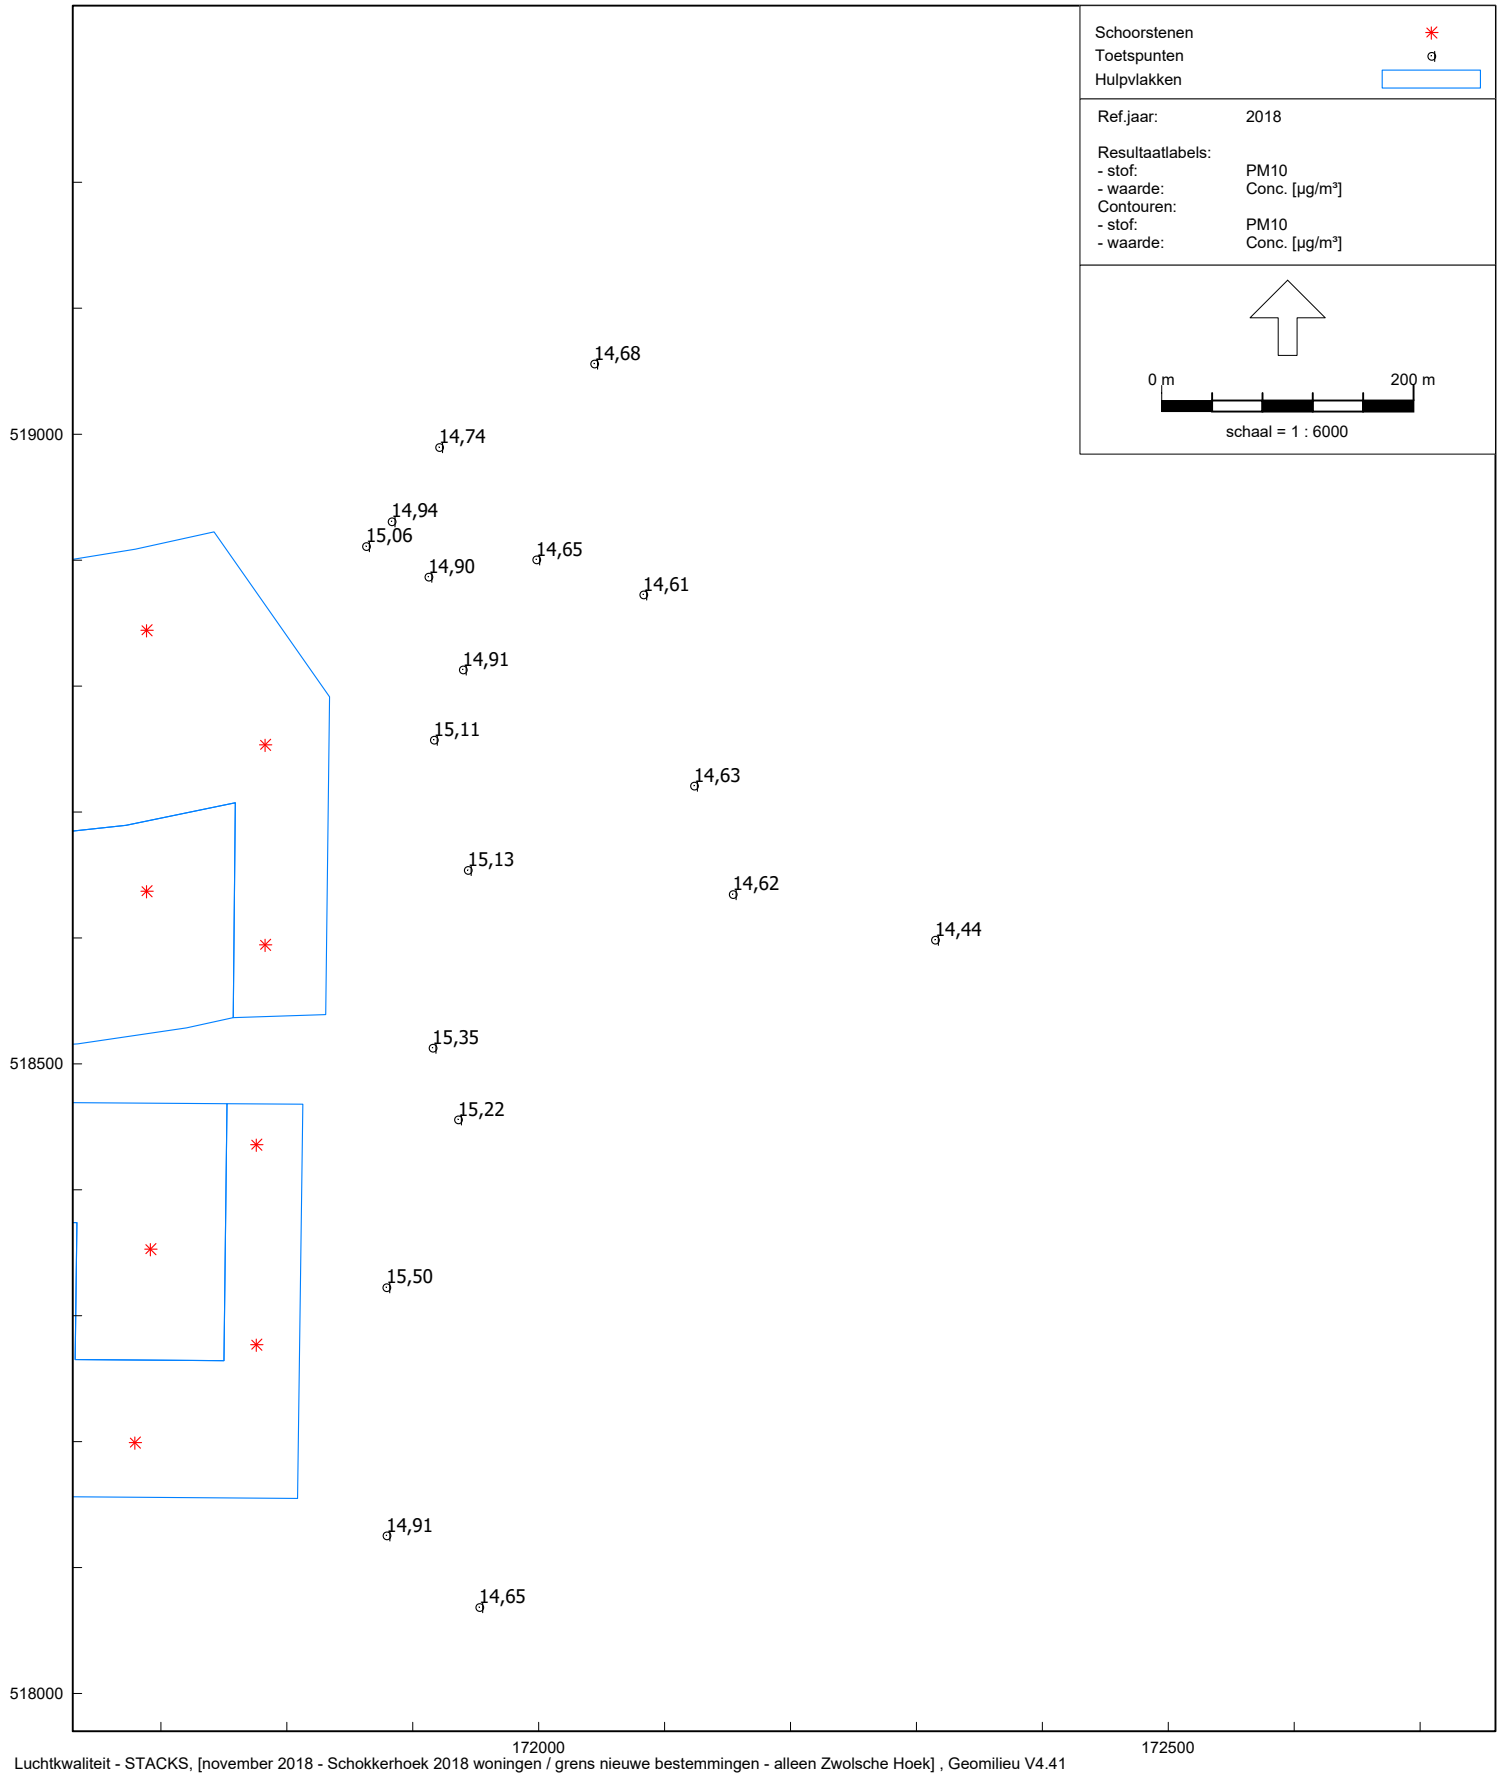 Schoorstenen
Toetspunten
Hulpvlakken
Ref.jaar: 2018
Resultaatlabels:
- stof: PM10
- waarde: Conc. [µg/m³]
Contouren:
- stof: PM10
- waarde: Conc. [µg/m³]
0 m 200 m
schaal = 1 : 6000
14,68
519000
14,74
14,94
15,06
14,65
14,90
14,61
14,91
15,11
14,63
15,13
14,62
14,44
15,35
518500
15,22
15,50
14,91
14,65
518000
172000 172500
Luchtkwaliteit - STACKS, [november 2018 - Schokkerhoek 2018 woningen / grens nieuwe bestemmingen - alleen Zwolsche Hoek] , Geomilieu V4.41